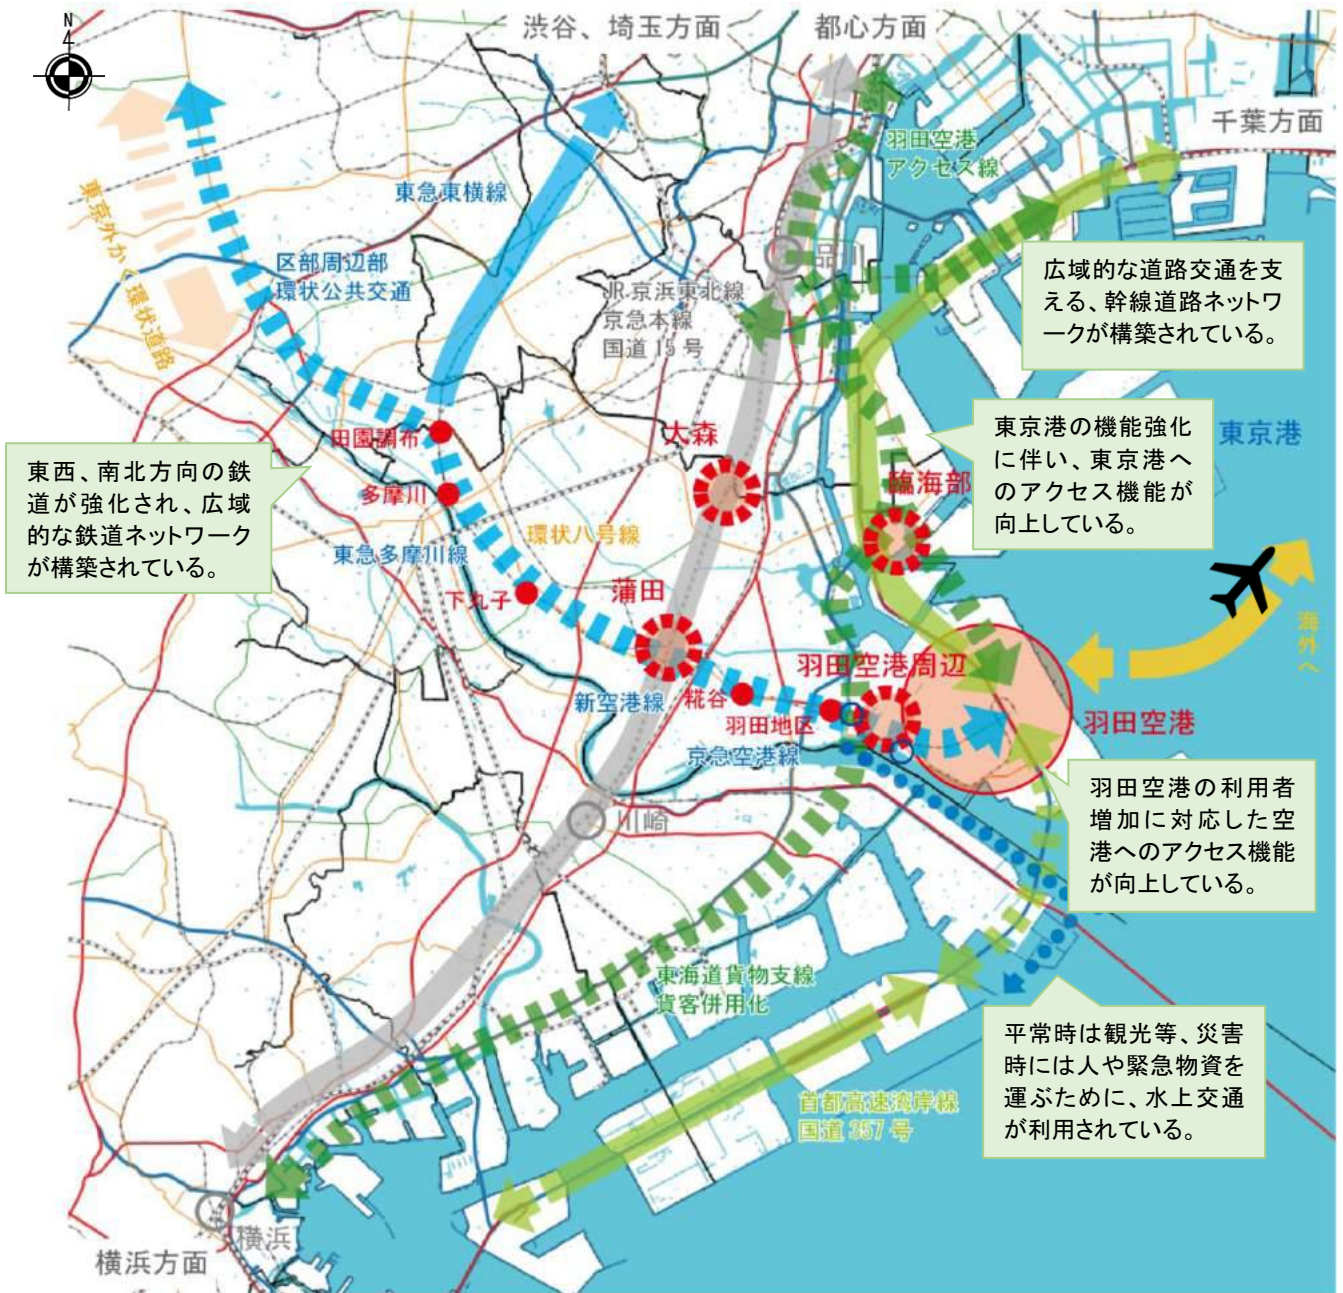 N
渋谷、埼玉方面
都心方面
千葉方面
羽田空港
アクセス線
東急東横線
東京外かく環状道路
区部周辺部
環状公共交通
品川
JR 京浜東北線
京急本線
国道 15 号
広域的な道路交通を支
える、幹線道路ネットワ
ークが構築されている。
東京港の機能強化
に伴い、東京港へ
のアクセス機能が
向上している。
東京港
大森
臨海部
田園調布
東西、南北方向の鉄
道が強化され、広域
的な鉄道ネットワーク
が構築されている。
多摩川
環状八号線
東急多摩川線
下丸子
蒲田
海外へ
羽田空港周辺
新空港線
糀谷
羽田地区
羽田空港
京急空港線
羽田空港の利用者
増加に対応した空
港へのアクセス機能
が向上している。
川崎
東海道貨物支線
貨客併用化
平常時は観光等、災害
時には人や緊急物資を
運ぶために、水上交通
が利用されている。
首都高速湾岸線
国道 357 号
横浜
横浜方面